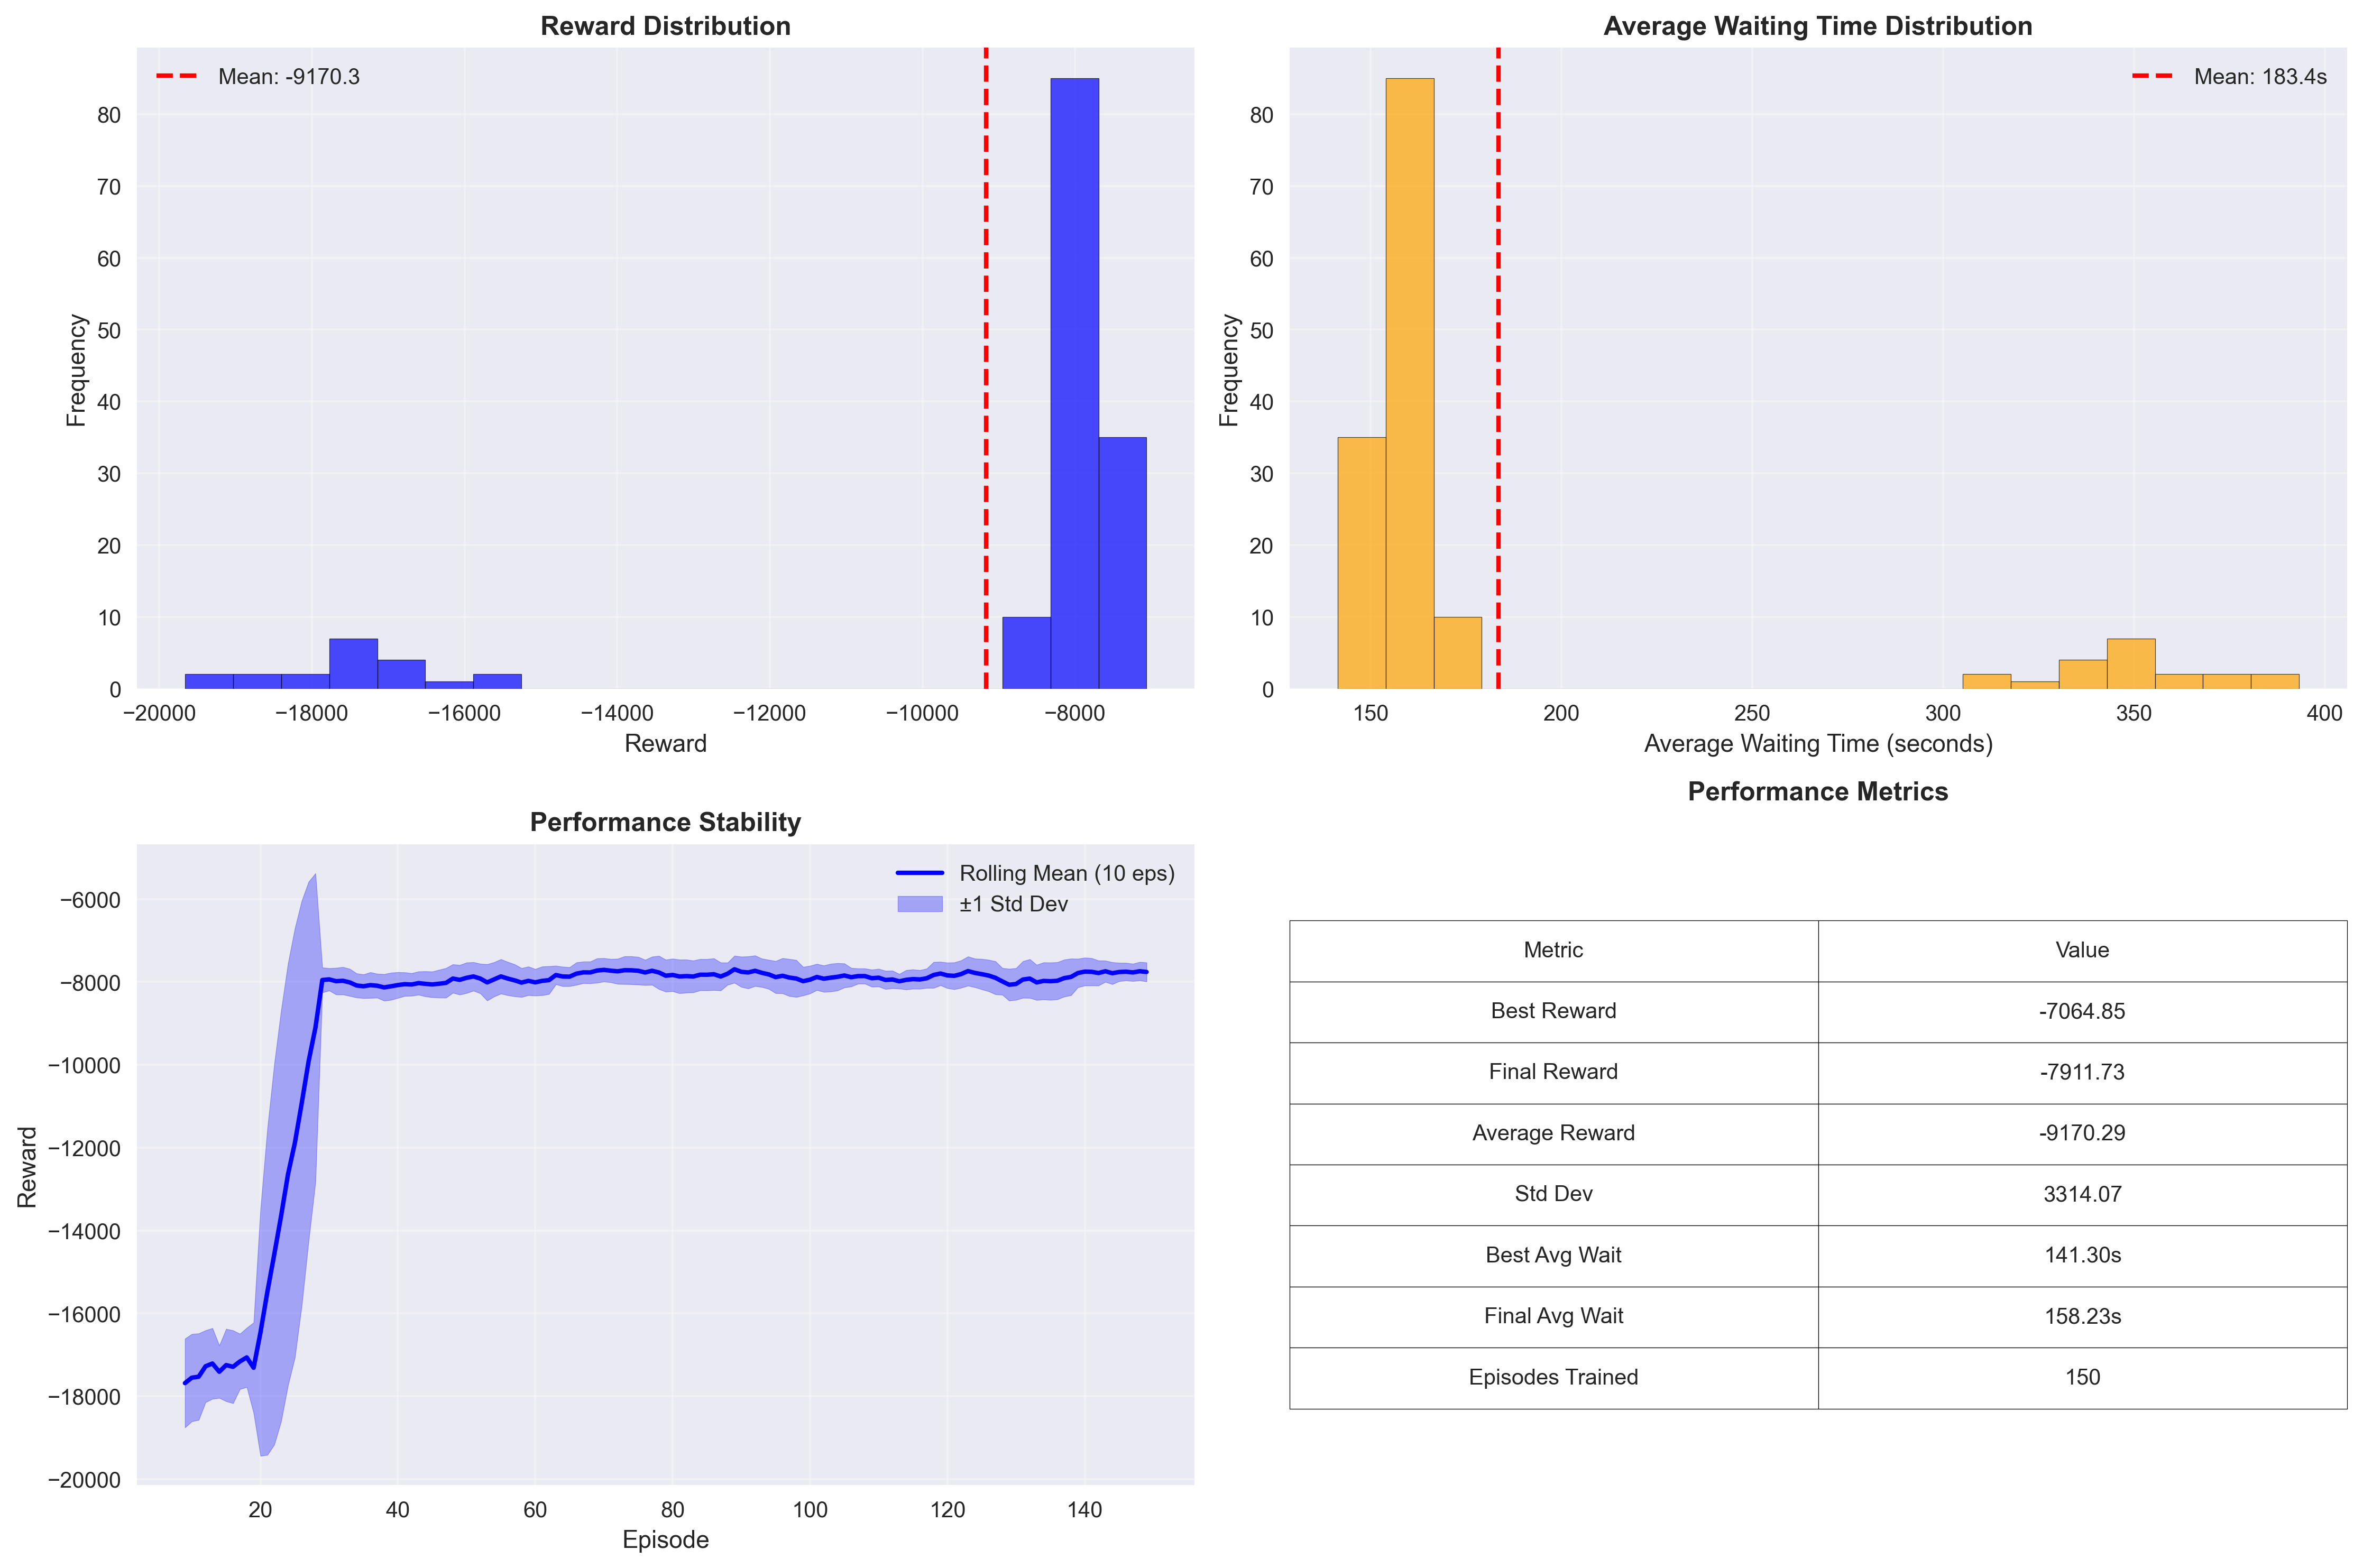 Reward Distribution
Mean: -9170.3
80
70
60
50
40
30
20
10
0
Frequency
−20000 −18000 −16000 −14000 −12000 −10000 −8000
Reward
Average Waiting Time Distribution
Mean: 183.4s
80
70
60
50
40
30
20
10
0
Frequency
150 200 250 300 350 400
Average Waiting Time (seconds)
Performance Stability
Rolling Mean (10 eps)
±1 Std Dev
−6000
−8000
−10000
−12000
−14000
−16000
−18000
−20000
Reward
20 40 60 80 100 120 140
Episode
Performance Metrics
Metric Value
Best Reward -7064.85
Final Reward -7911.73
Average Reward -9170.29
Std Dev 3314.07
Best Avg Wait 141.30s
Final Avg Wait 158.23s
Episodes Trained 150